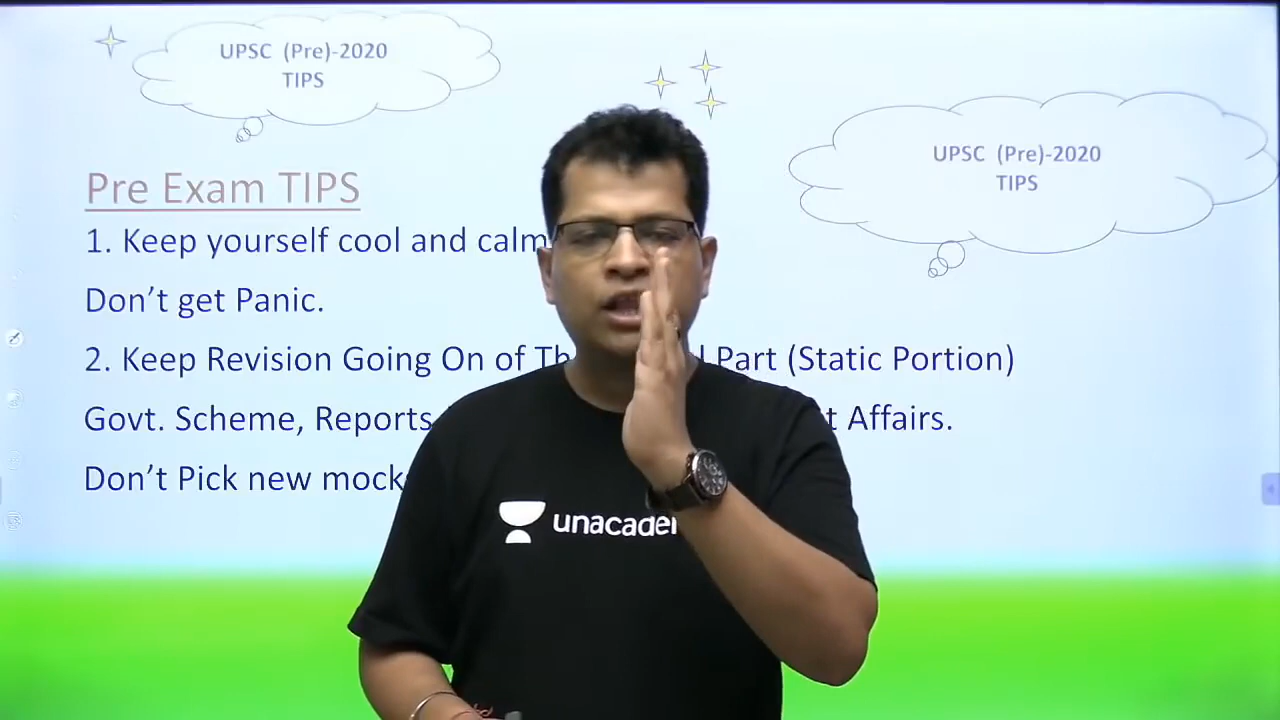 UPSC (Pre)-2020
TIPS
UPSC (Pre)-2020
TIPS
Pre Exam TIPS
1. Keep yourself cool and calm
Don't get Panic.
2. Keep Revision Going On of Part (Static Portion)
Govt. Scheme, Reports Affairs.
Don't Pick new mock
unacade